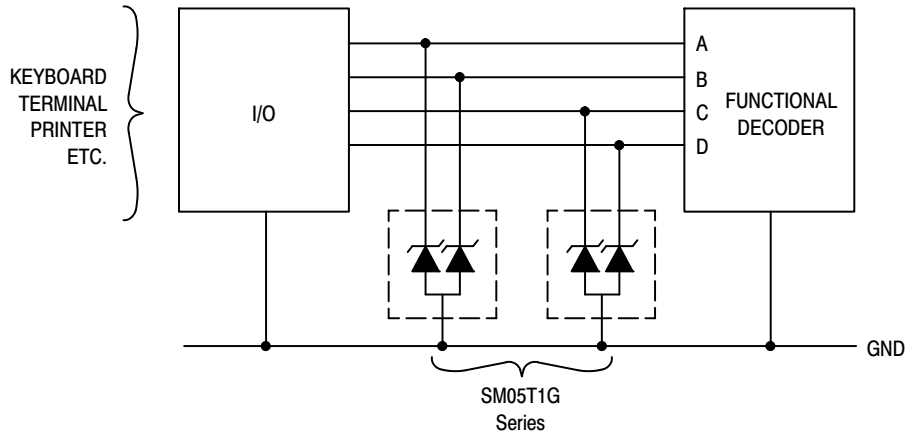 KEYBOARD
TERMINAL
PRINTER
ETC.
I/O
A
B
C
D
FUNCTIONAL
DECODER
GND
SM05T1G
Series